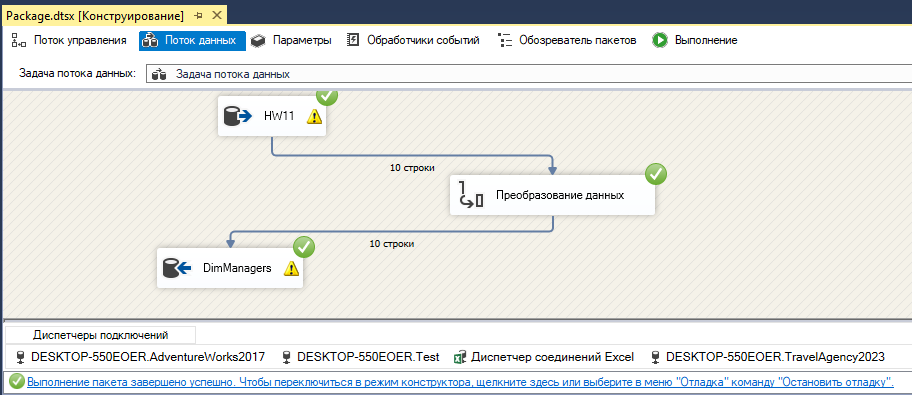 Package.dtsx [Конструирование]
Поток управления Поток данных Параметры Обработчики событий Обозреватель пакетов Выполнение
Задача потока данных: Задача потока данных
HW11
10 строки
Преобразование данных
10 строки
DimManagers
Диспетчеры подключений
DESKTOP-550EOER.AdventureWorks2017 DESKTOP-550EOER.Test Диспетчер соединений Excel DESKTOP-550EOER.TravelAgency2023
Выполнение пакета завершено успешно. Чтобы переключиться в режим конструктора, щелкните здесь или выберите в меню "Отладка" команду "Остановить отладку".